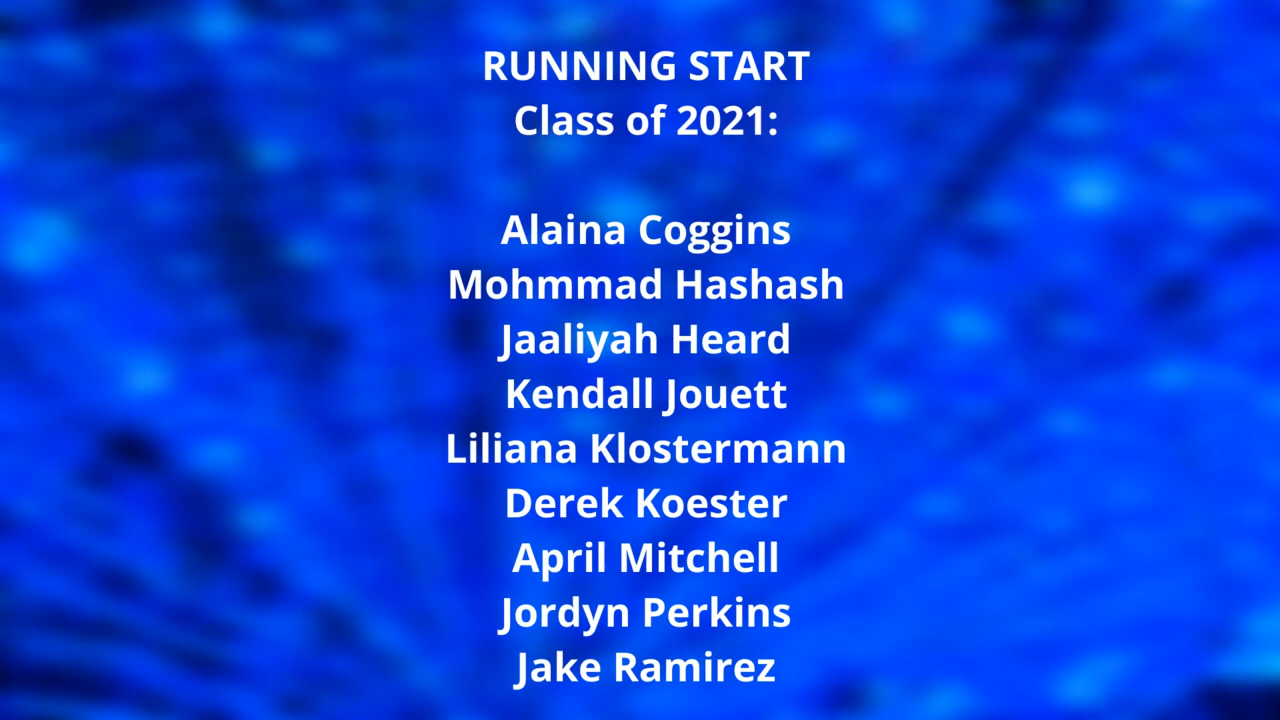 RUNNING START
Class of 2021:
Alaina Coggins
Mohmmad Hashash
Jaaliyah Heard
Kendall Jouett
Liliana Klostermann
Derek Koester
April Mitchell
Jordyn Perkins
Jake Ramirez